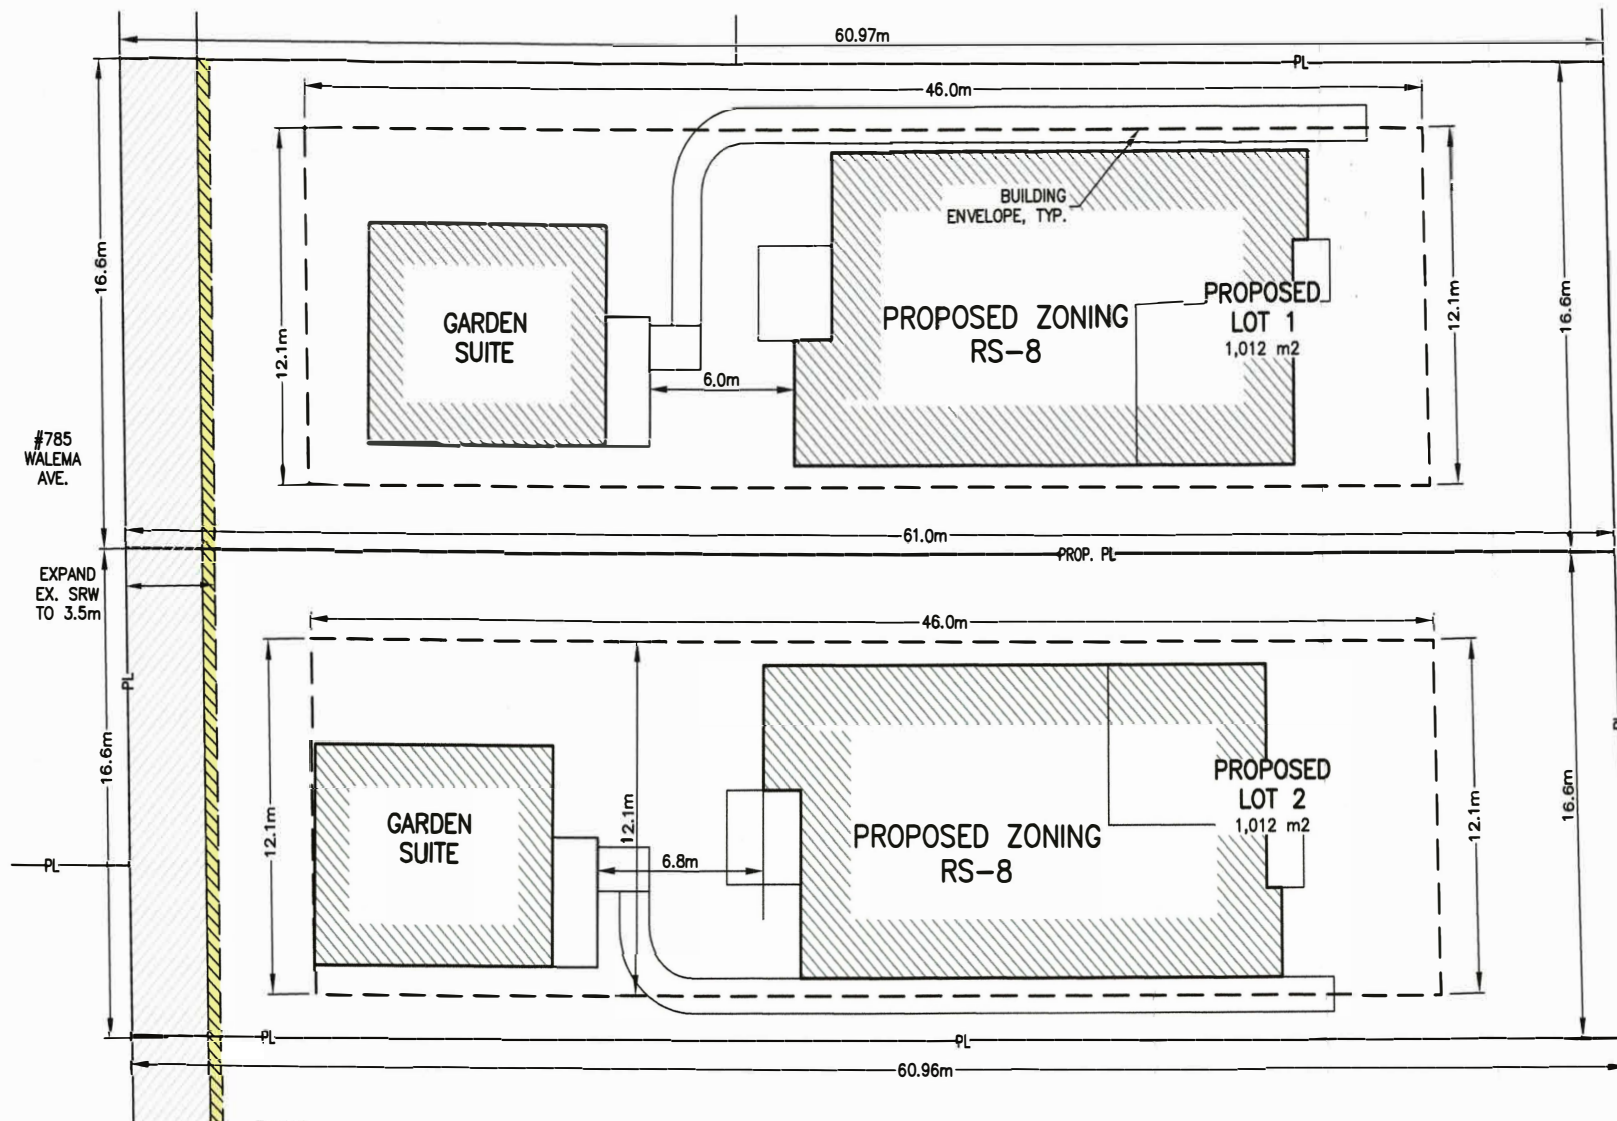 60.97m
PL
46.0m
BUILDING
ENVELOPE, TYP.
16.6m
12.1m
GARDEN
SUITE
PROPOSED ZONING
RS-8
PROPOSED
LOT 1
1,012 m2
12.1m
16.6m
6.0m
#785
WALEMA
AVE.
61.0m
PROP. PL
EXPAND
EX. SRW
TO 3.5m
46.0m
PL
16.6m
12.1m
GARDEN
SUITE
12.1m
6.8m
PROPOSED ZONING
RS-8
PROPOSED
LOT 2
1,012 m2
12.1m
16.6m
PL
PL
PL
60.96m